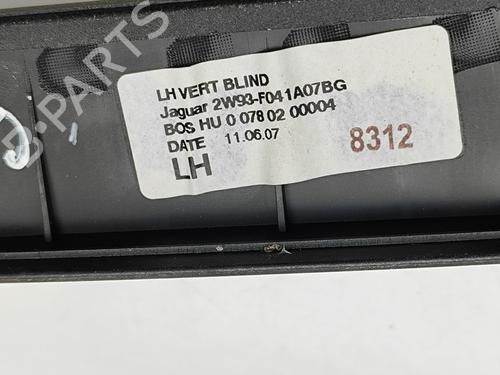 LH VERT BLIND
Jaguar 2W93-F041A07BG
BOS HU 0 078 02 00004
DATE 11.06.07
LH
8312
B-PARTS